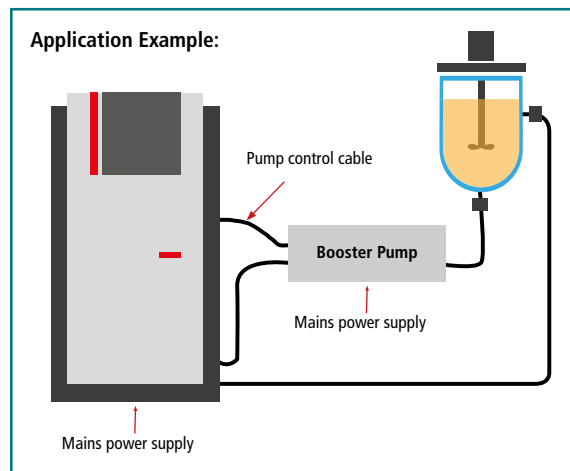 Application Example:
Pump control cable
Booster Pump
Mains power supply
Mains power supply